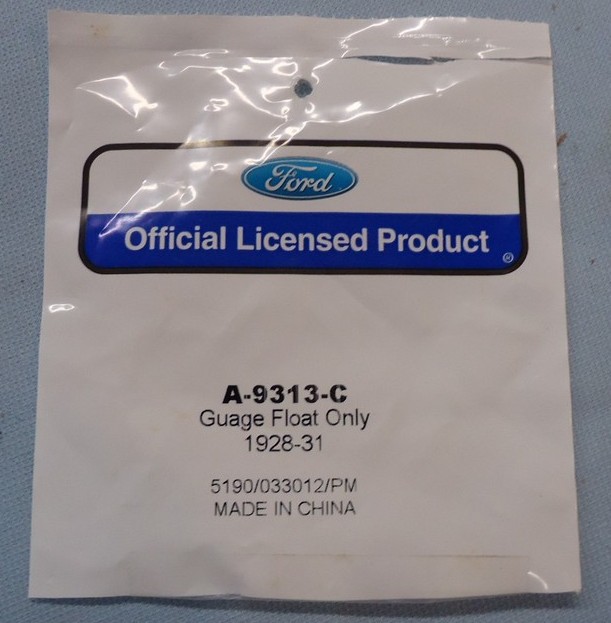 Ford
Official Licensed Product ®
A-9313-C
Guage Float Only
1928-31
5190/033012/PM
MADE IN CHINA